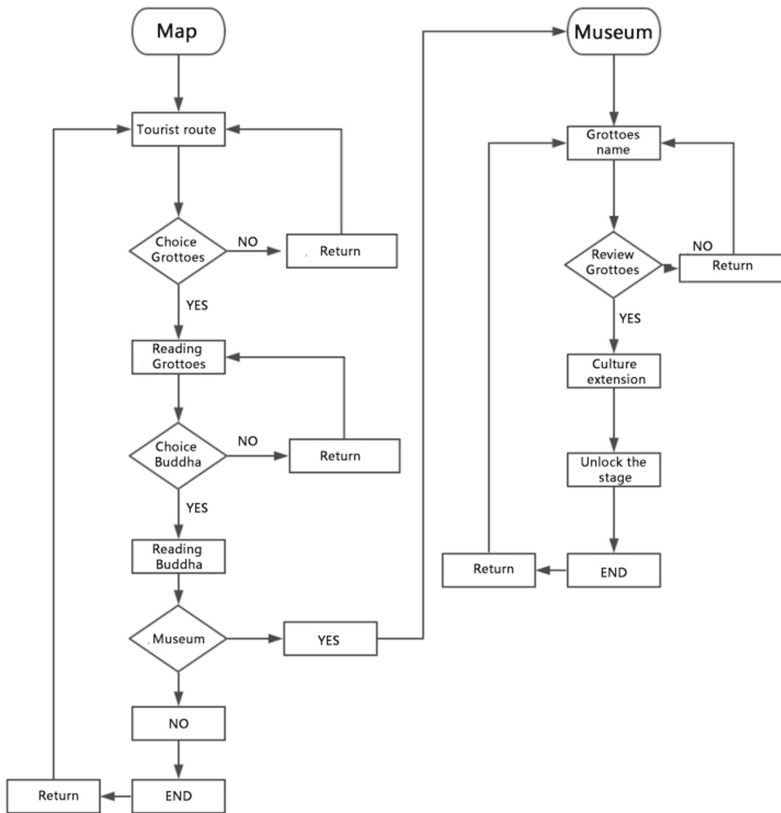 Map
Tourist route
Choice
Grottoes
NO
Return
YES
Reading
Grottoes
Choice
Buddha
NO
Return
YES
Reading
Buddha
Museum
YES
NO
END
Return
Museum
Grottoes
name
Review
Grottoes
NO
Return
YES
Culture
extension
Unlock the
stage
END
Return